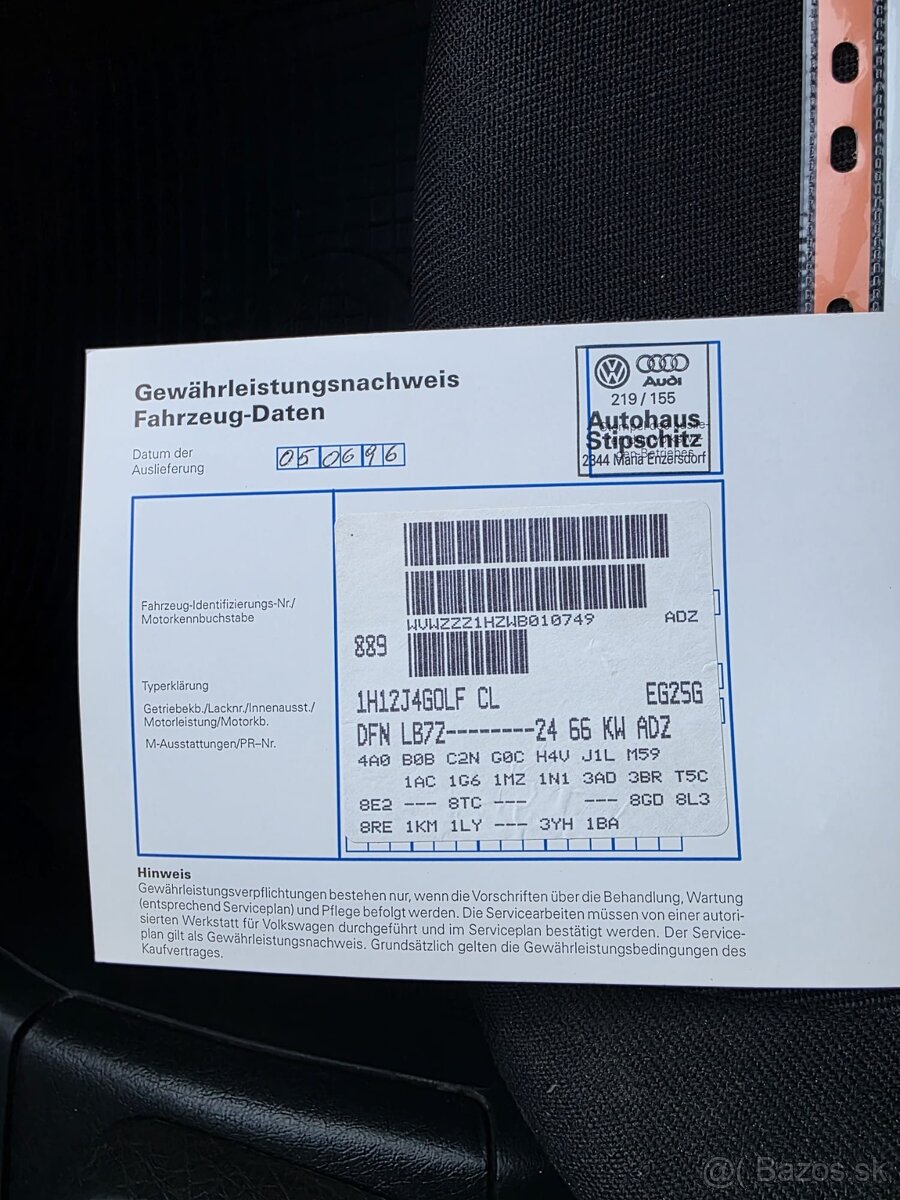 Gewährleistungsnachweis
Fahrzeug-Daten
Datum der
Auslieferung
050696
Audi
219 / 155
Autohaus
Stipschitz
2344 Maria Enzersdorf
Fahrzeug-Identifizierungs-Nr./
Motorkennbuchstabe
WVWZZZ1HZWB010749 ADZ
889
Typerklärung
1H12J4GOLF CL EG25G
Getriebekb./Lacknr./Innenausst./
Motorleistung/Motorkb.
DFN LB7Z--------24 66 KW ADZ
M-Ausstattungen/PR–Nr.
4A0 B0B C2N G0C H4V J1L M59
1AC 1G6 1MZ 1N1 3AD 3BR T5C
8E2 --- 8TC --- --- 8GD 8L3
8RE 1KM 1LY --- 3YH 1BA
Hinweis
Gewährleistungsverpflichtungen bestehen nur, wenn die Vorschriften über die Behandlung, Wartung
(entsprechend Serviceplan) und Pflege befolgt werden. Die Servicearbeiten müssen von einer autori-
sierten Werkstatt für Volkswagen durchgeführt und im Serviceplan bestätigt werden. Der Service-
plan gilt als Gewährleistungsnachweis. Grundsätzlich gelten die Gewährleistungsbedingungen des
Kaufvertrages.
@( Bazos.sk